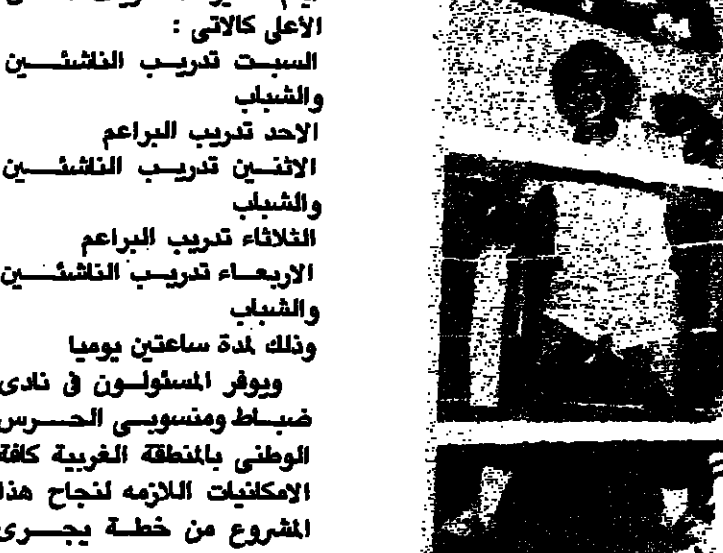 الأعلى كالاتى :
السبت تدريب الناشئين
والشباب
الاحد تدريب البراعم
الاثنين تدريب الناشئين
والشباب
الثلاثاء تدريب البراعم
الاربعاء تدريب الناشئين
والشباب
وذلك لمدة ساعتين يوميا
ويوفر المسئولون فى نادى
ضباط ومنسوبى الحرس
الوطنى بالمنطقة الغربية كافة
الامكانيات اللازمه لنجاح هذا
المشروع من خطة يجرى